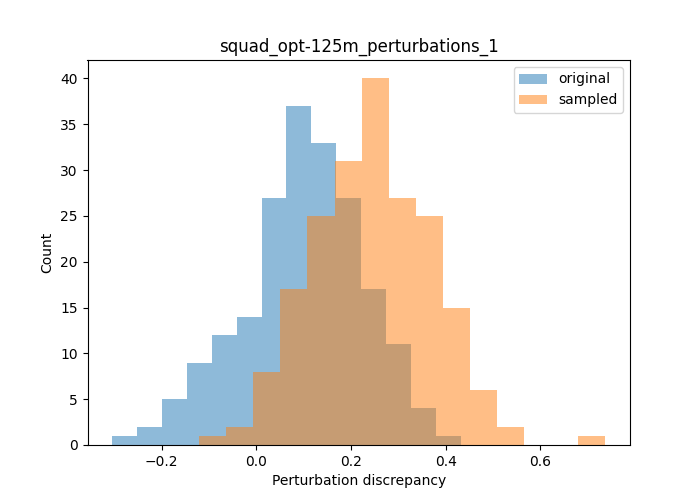 squad_opt-125m_perturbations_1
original
sampled
Count
40
35
30
25
20
15
10
5
0
−0.2 0.0 0.2 0.4 0.6
Perturbation discrepancy